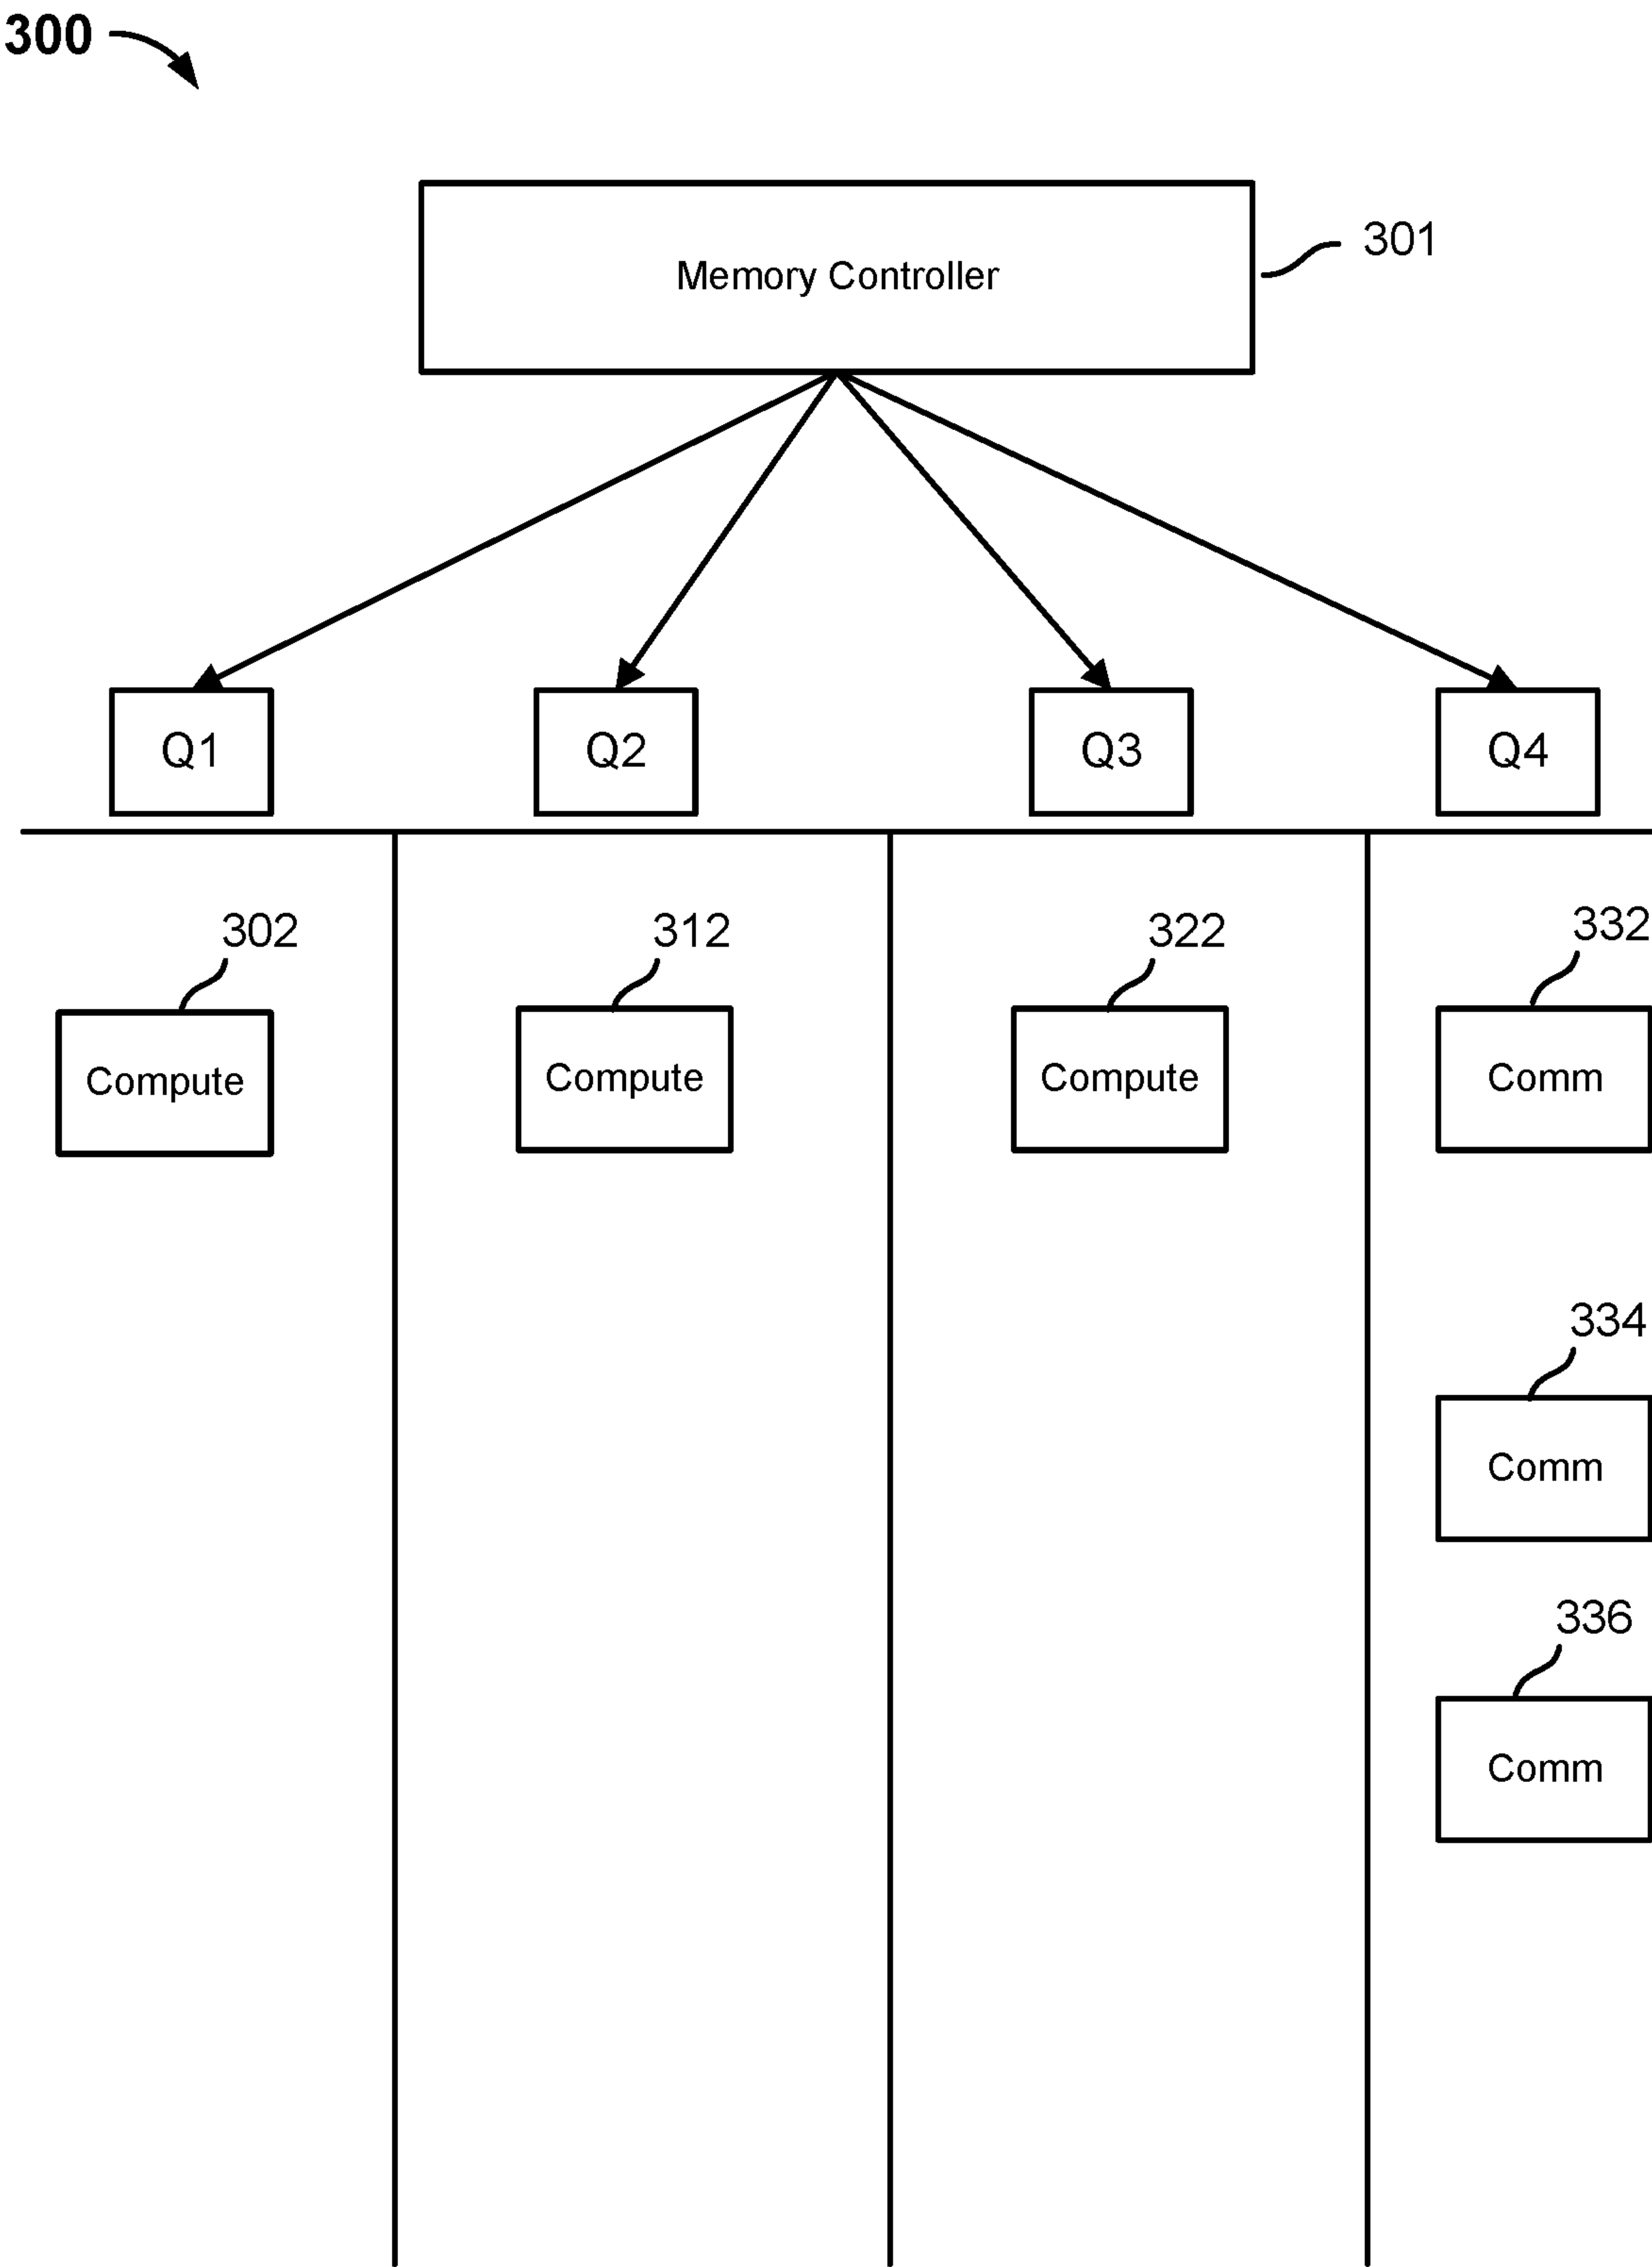 300
Memory Controller
301
Q1
Q2
Q3
Q4
302
312
322
332
Compute
Compute
Compute
Comm
334
Comm
336
Comm